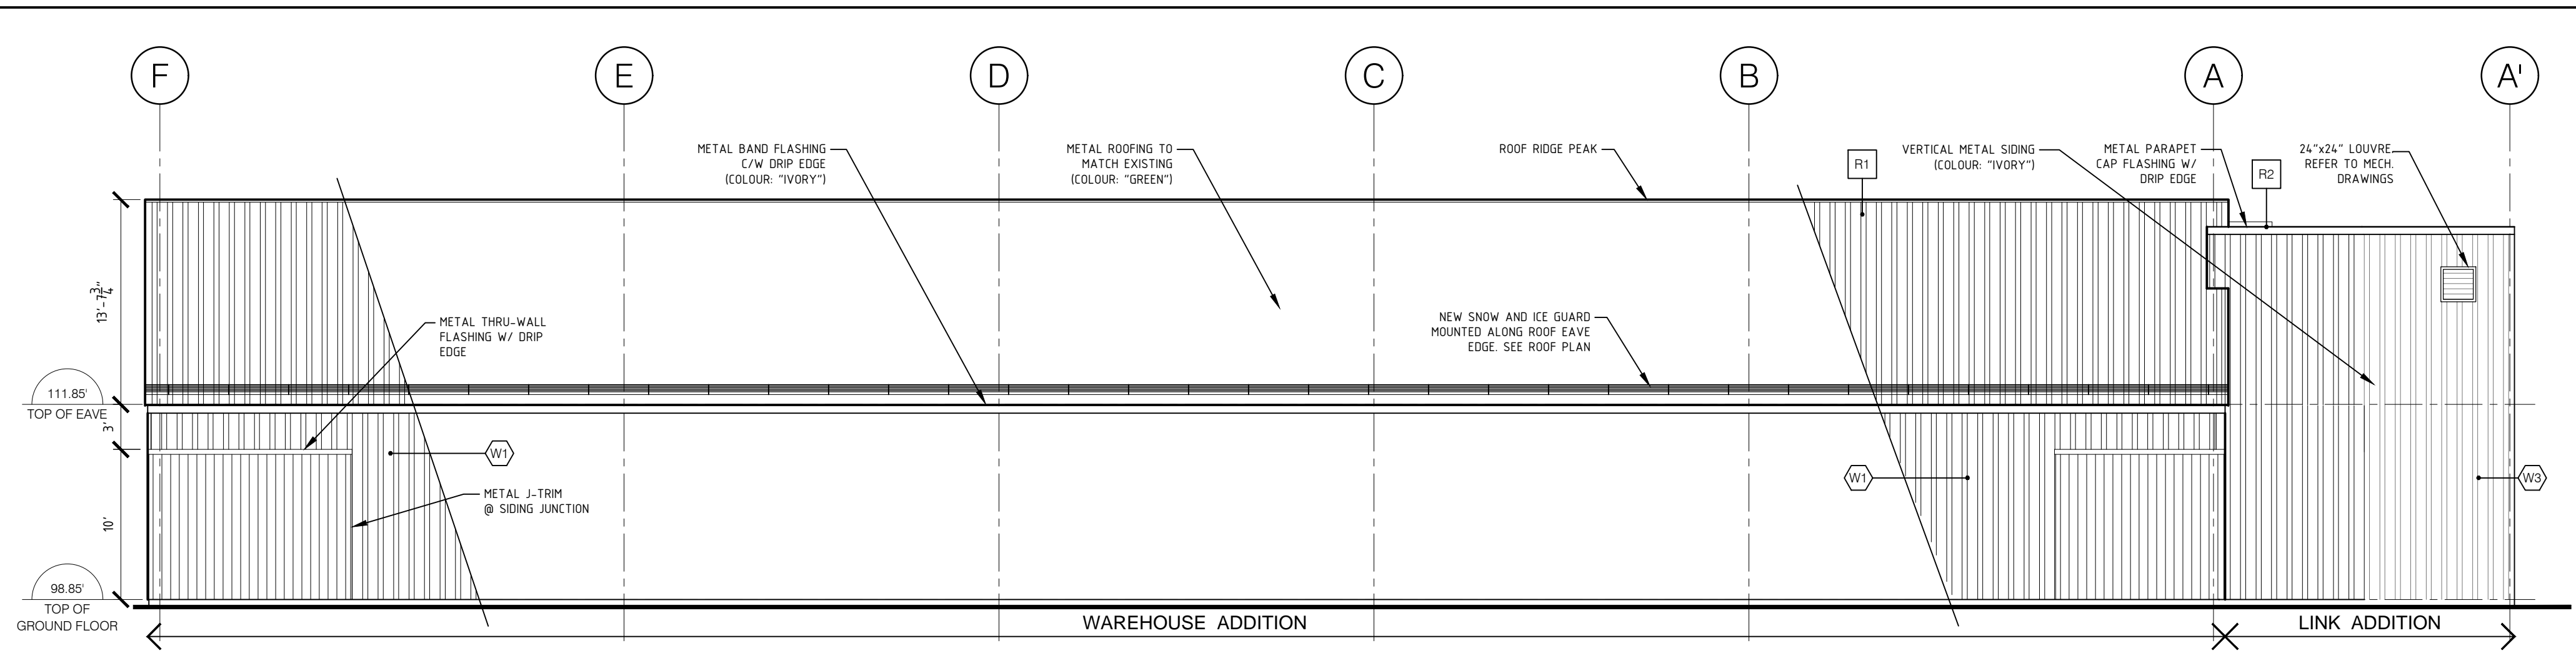 F
E
D
C
B
A
A'
METAL BAND FLASHING
C/W DRIP EDGE
(COLOUR: "IVORY")
METAL ROOFING TO
MATCH EXISTING
(COLOUR: "GREEN")
ROOF RIDGE PEAK
R1
VERTICAL METAL SIDING
(COLOUR: "IVORY")
METAL PARAPET
CAP FLASHING W/
DRIP EDGE
R2
24"x24" LOUVRE.
REFER TO MECH.
DRAWINGS
13'-7 3/4"
METAL THRU-WALL
FLASHING W/ DRIP
EDGE
NEW SNOW AND ICE GUARD
MOUNTED ALONG ROOF EAVE
EDGE. SEE ROOF PLAN
111.85'
TOP OF EAVE
3'
W1
METAL J-TRIM
@ SIDING JUNCTION
W1
W3
10'
98.85'
TOP OF
GROUND FLOOR
WAREHOUSE ADDITION
LINK ADDITION